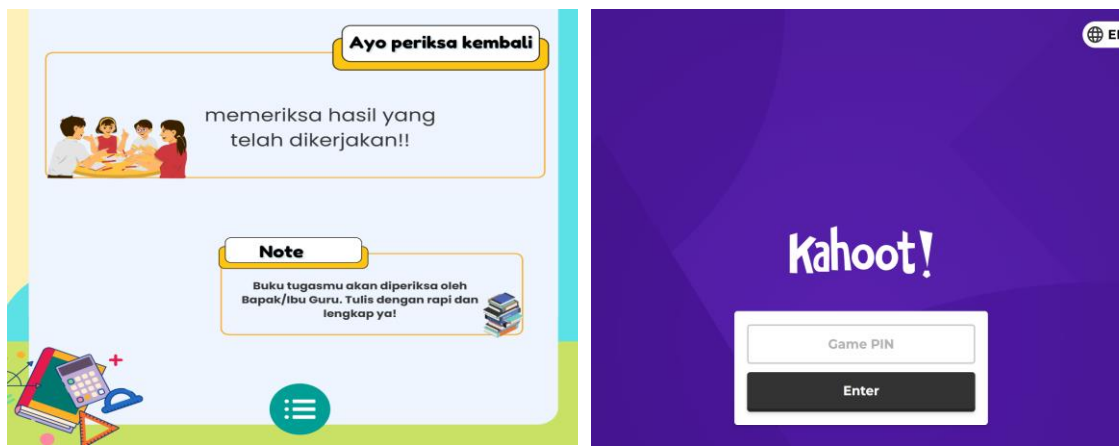 Ayo periksa kembali
memeriksa hasil yang
telah dikerjakan!!
Note
Buku tugasmu akan diperiksa oleh
Bapak/Ibu Guru. Tulis dengan rapi dan
lengkap ya!
Kahoot!
Game PIN
Enter